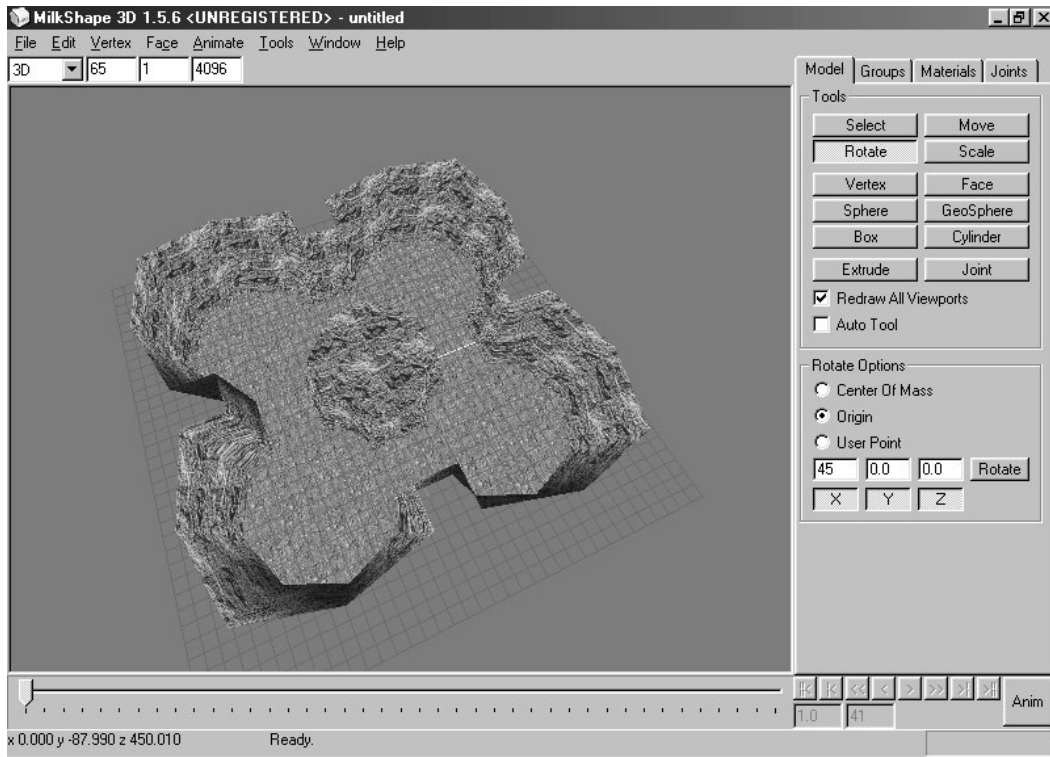 MilkShape 3D 1.5.6 <UNREGISTERED> - untitled
File Edit Vertex Face Animate Tools Window Help
3D 65 1 4096
Model Groups Materials Joints
Tools
Select Move
Rotate Scale
Vertex Face
Sphere GeoSphere
Box Cylinder
Extrude Joint
Redraw All Viewports
Auto Tool
Rotate Options
Center Of Mass
Origin
User Point
45 0.0 0.0 Rotate
X Y Z
Anim
1.0 41
x 0.000 y -87.990 z 450.010 Ready.